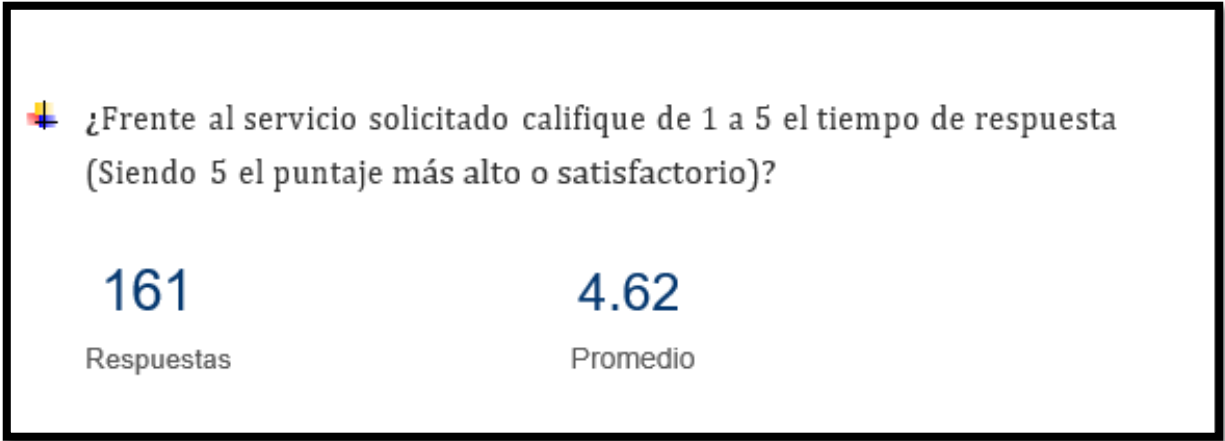 ¿Frente al servicio solicitado califique de 1 a 5 el tiempo de respuesta
(Siendo 5 el puntaje más alto o satisfactorio)?
161
4.62
Respuestas
Promedio